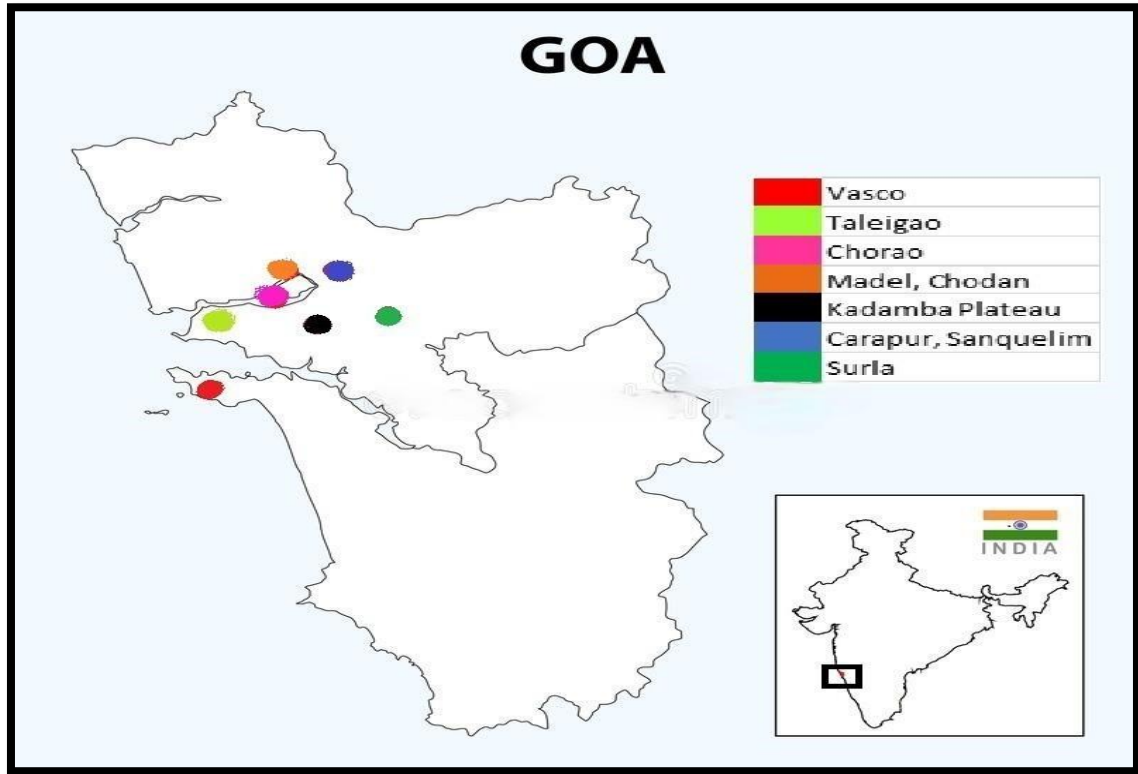 GOA
Vasco
Taleigao
Chorao
Madel, Chodan
Kadamba Plateau
Carapur, Sanquelim
Surla
INDIA